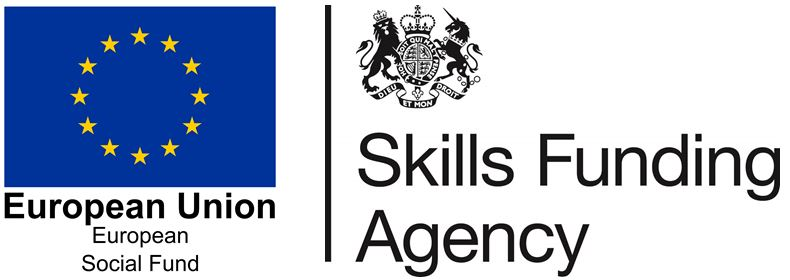 European Union
European
Social Fund
DIEU ET MON DROIT
Skills Funding
Agency